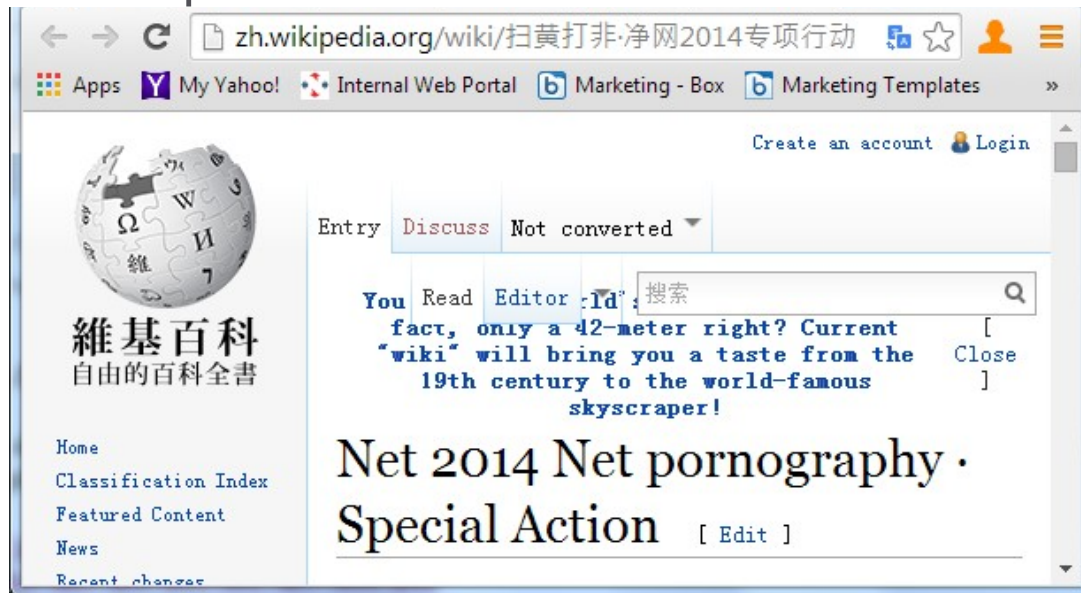 zh.wikipedia.org/wiki/扫黄打非·净网2014专项行动
Apps My Yahoo! Internal Web Portal Marketing - Box Marketing Templates »
Create an account Login
Entry Discuss Not converted
Read Editor 搜索
You
fact, only a 42-meter right? Current
"wiki" will bring you a taste from the
19th century to the world-famous
skyscraper!
[
Close
]
維基百科
自由的百科全書
Home
Classification Index
Featured Content
News
Recent changes
Net 2014 Net pornography ·
Special Action [ Edit ]